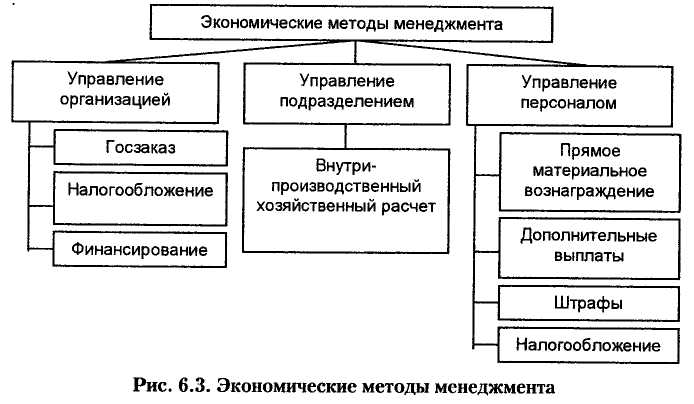 Экономические методы менеджмента
Управление
организацией
Госзаказ
Налогообложение
Финансирование
Управление
подразделением
Внутри-
производственный
хозяйственный расчет
Управление
персоналом
Прямое
материальное
вознаграждение
Дополнительные
выплаты
Штрафы
Налогообложение
Рис. 6.3. Экономические методы менеджмента